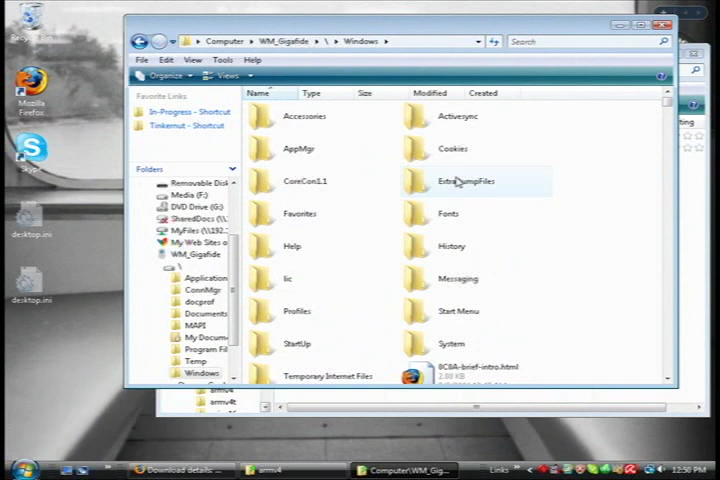 Mozilla
Firefox
Skype
desktop.ini
desktop.ini
Computer WM_Gigafide \ Windows
Search
File Edit View Tools Help
Organize Views
Favorite Links
In-Progress - Shortcut
Tinkernut - Shortcut
Folders
Removable Disk
Media (F:)
DVD Drive (G:)
SharedDocs (\\1
MyFiles (\\192.
My Web Sites o
WM_Gigafide
\
Application
ConnMgr
docprof
Documents
MAPI
My Docum
Program Fil
Temp
Windows
armv4t
Name Type Size Modified Created
Accessories Activesync
AppMgr Cookies
CoreCon1.1
Favorites Fonts
Help History
lic Messaging
Profiles Start Menu
StartUp System
Temporary Internet Files
8C8A-brief-intro.html
2.88 KB
ting
Download details: ...
armv4
Computer\WM_Gig...
Links
12:50 PM